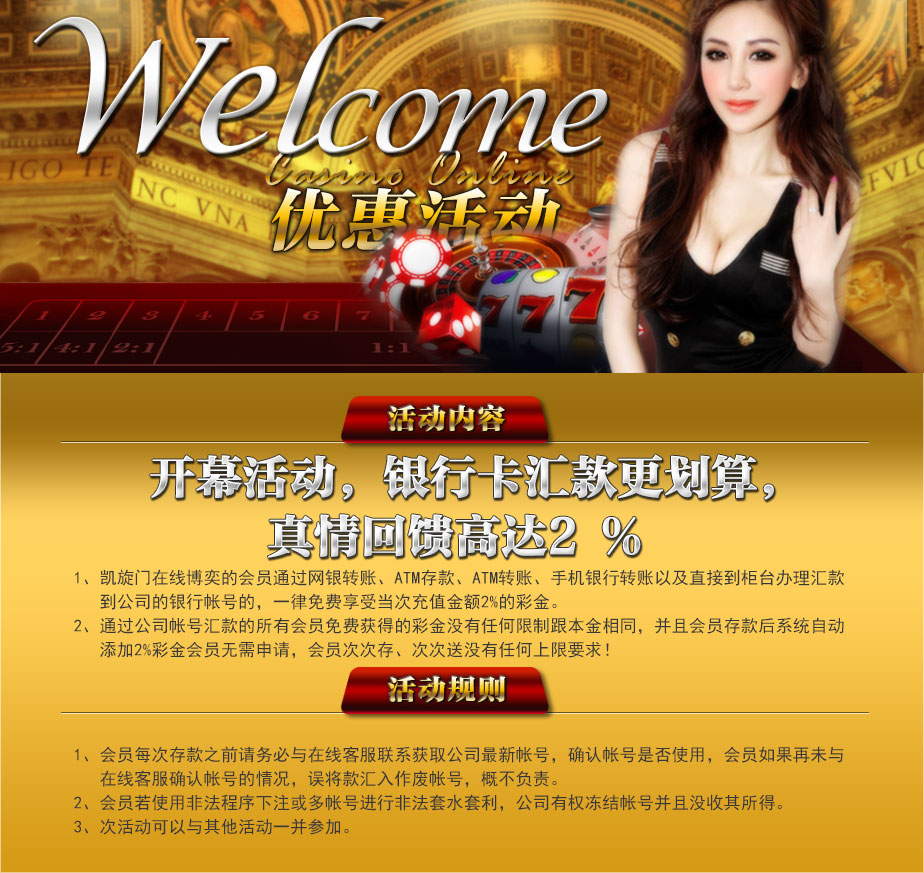 Welcome
Casino Online
优惠活动
LIGO TE
NC VNA
FVL
1 2 3 4 5 6 7
5:1 4:1 2:1
1:1
7 7 7
活动内容
开幕活动，银行卡汇款更划算，
真情回馈高达2 %
1、凯旋门在线博奕的会员通过网银转账、ATM存款、ATM转账、手机银行转账以及直接到柜台办理汇款
到公司的银行帐号的，一律免费享受当次充值金额2%的彩金。
2、通过公司帐号汇款的所有会员免费获得的彩金没有任何限制跟本金相同，并且会员存款后系统自动
添加2%彩金会员无需申请，会员次次存、次次送没有任何上限要求！
活动规则
1、会员每次存款之前请务必与在线客服联系获取公司最新帐号，确认帐号是否使用，会员如果再未与
在线客服确认帐号的情况，误将款汇入作废帐号，概不负责。
2、会员若使用非法程序下注或多帐号进行非法套水套利，公司有权冻结帐号并且没收其所得。
3、次活动可以与其他活动一并参加。